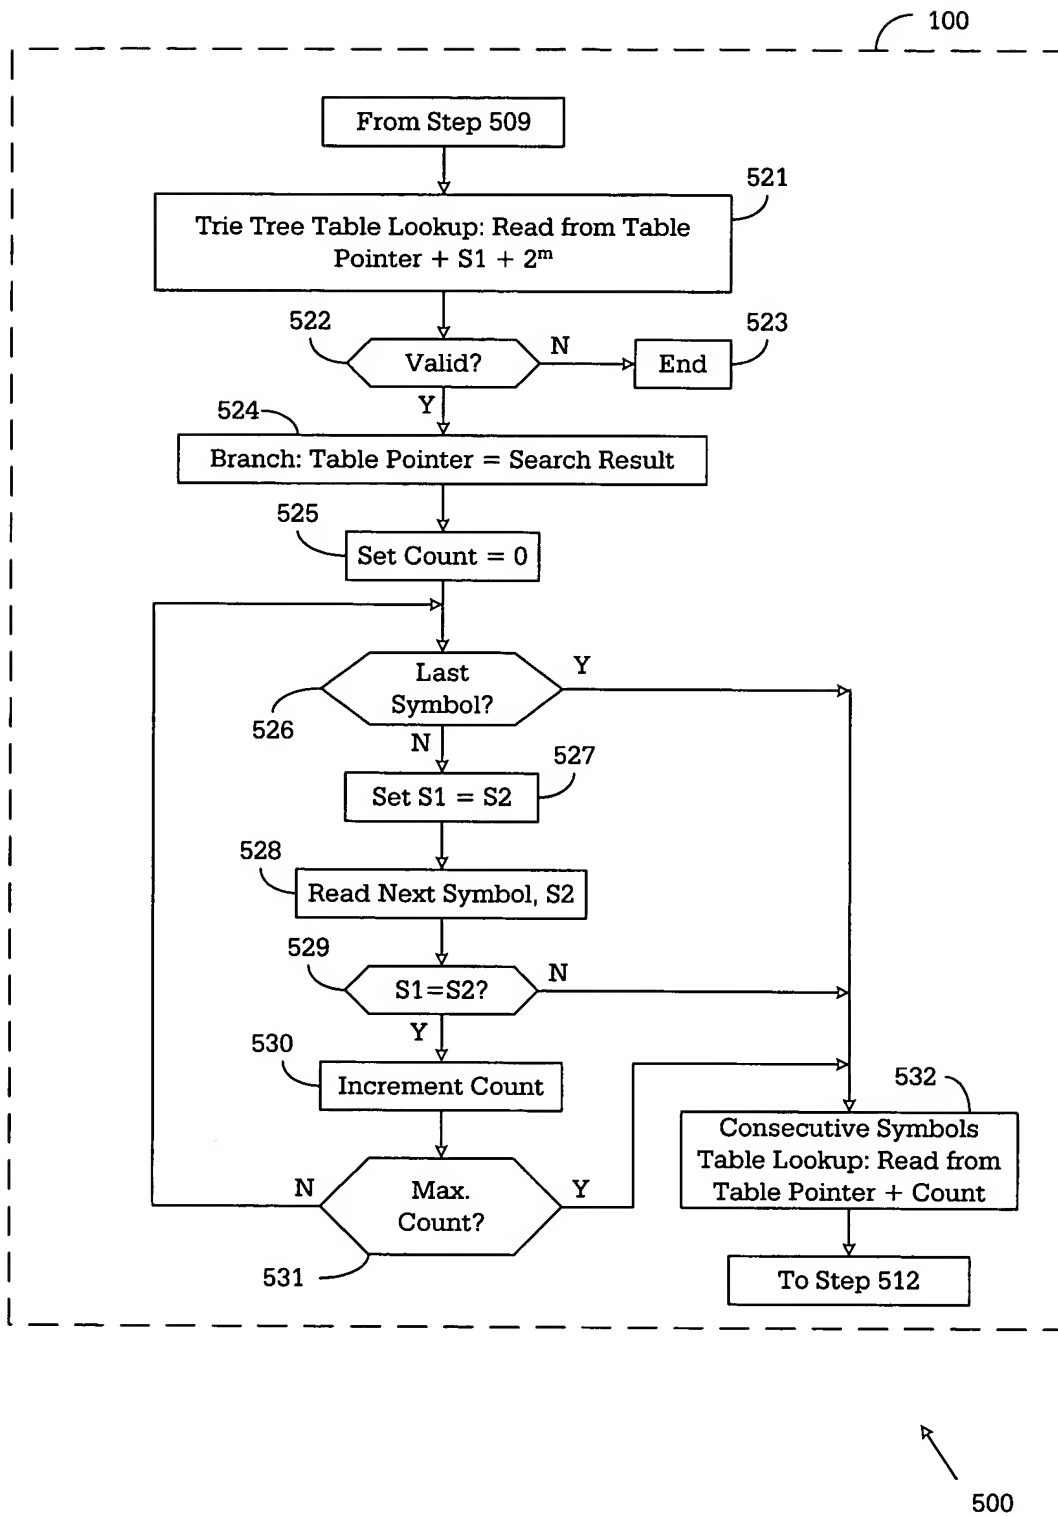 100
From Step 509
521
Trie Tree Table Lookup: Read from Table
Pointer + S1 + 2ᵐ
522
Valid?
N
523
End
Y
524
Branch: Table Pointer = Search Result
525
Set Count = 0
Last
Symbol?
Y
526
N
527
Set S1 = S2
528
Read Next Symbol, S2
529
S1=S2?
N
Y
530
Increment Count
532
Consecutive Symbols
Table Lookup: Read from
Table Pointer + Count
N
Max.
Count?
Y
531
To Step 512
500